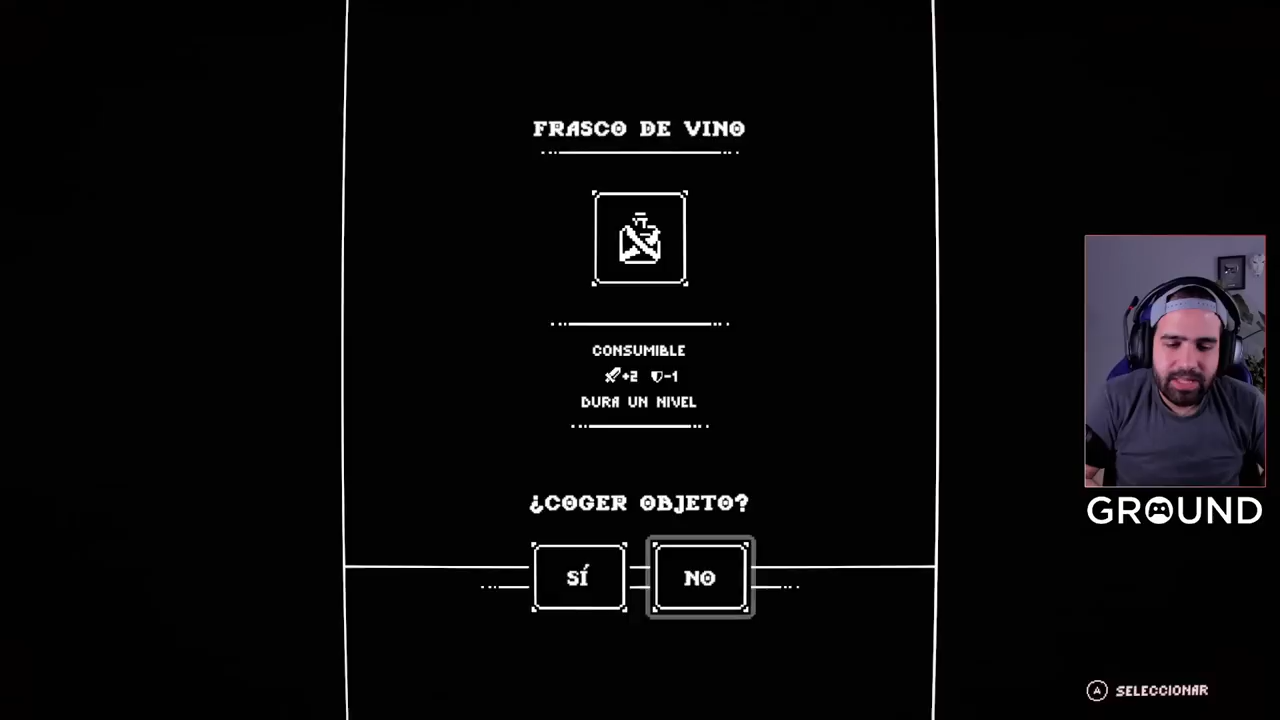 FRASCO DE VINO
CONSUMIBLE
+2 -1
DURA UN NIVEL
¿COGER OBJETO?
SÍ NO
GROUND
A SELECCIONAR